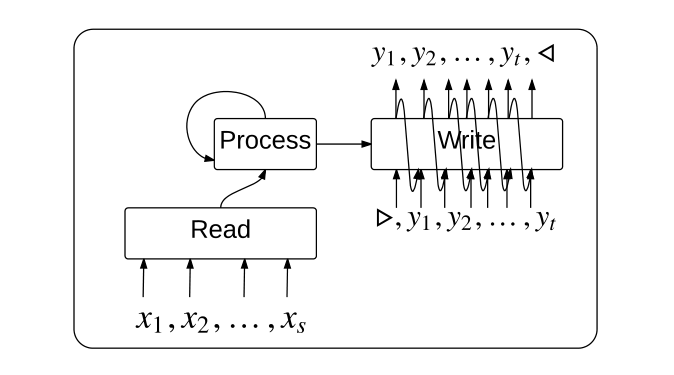 y₁, y₂, …, yₜ, ◁
Process
Write
Read
▷, y₁, y₂, …, yₜ
x₁, x₂, …, xₛ